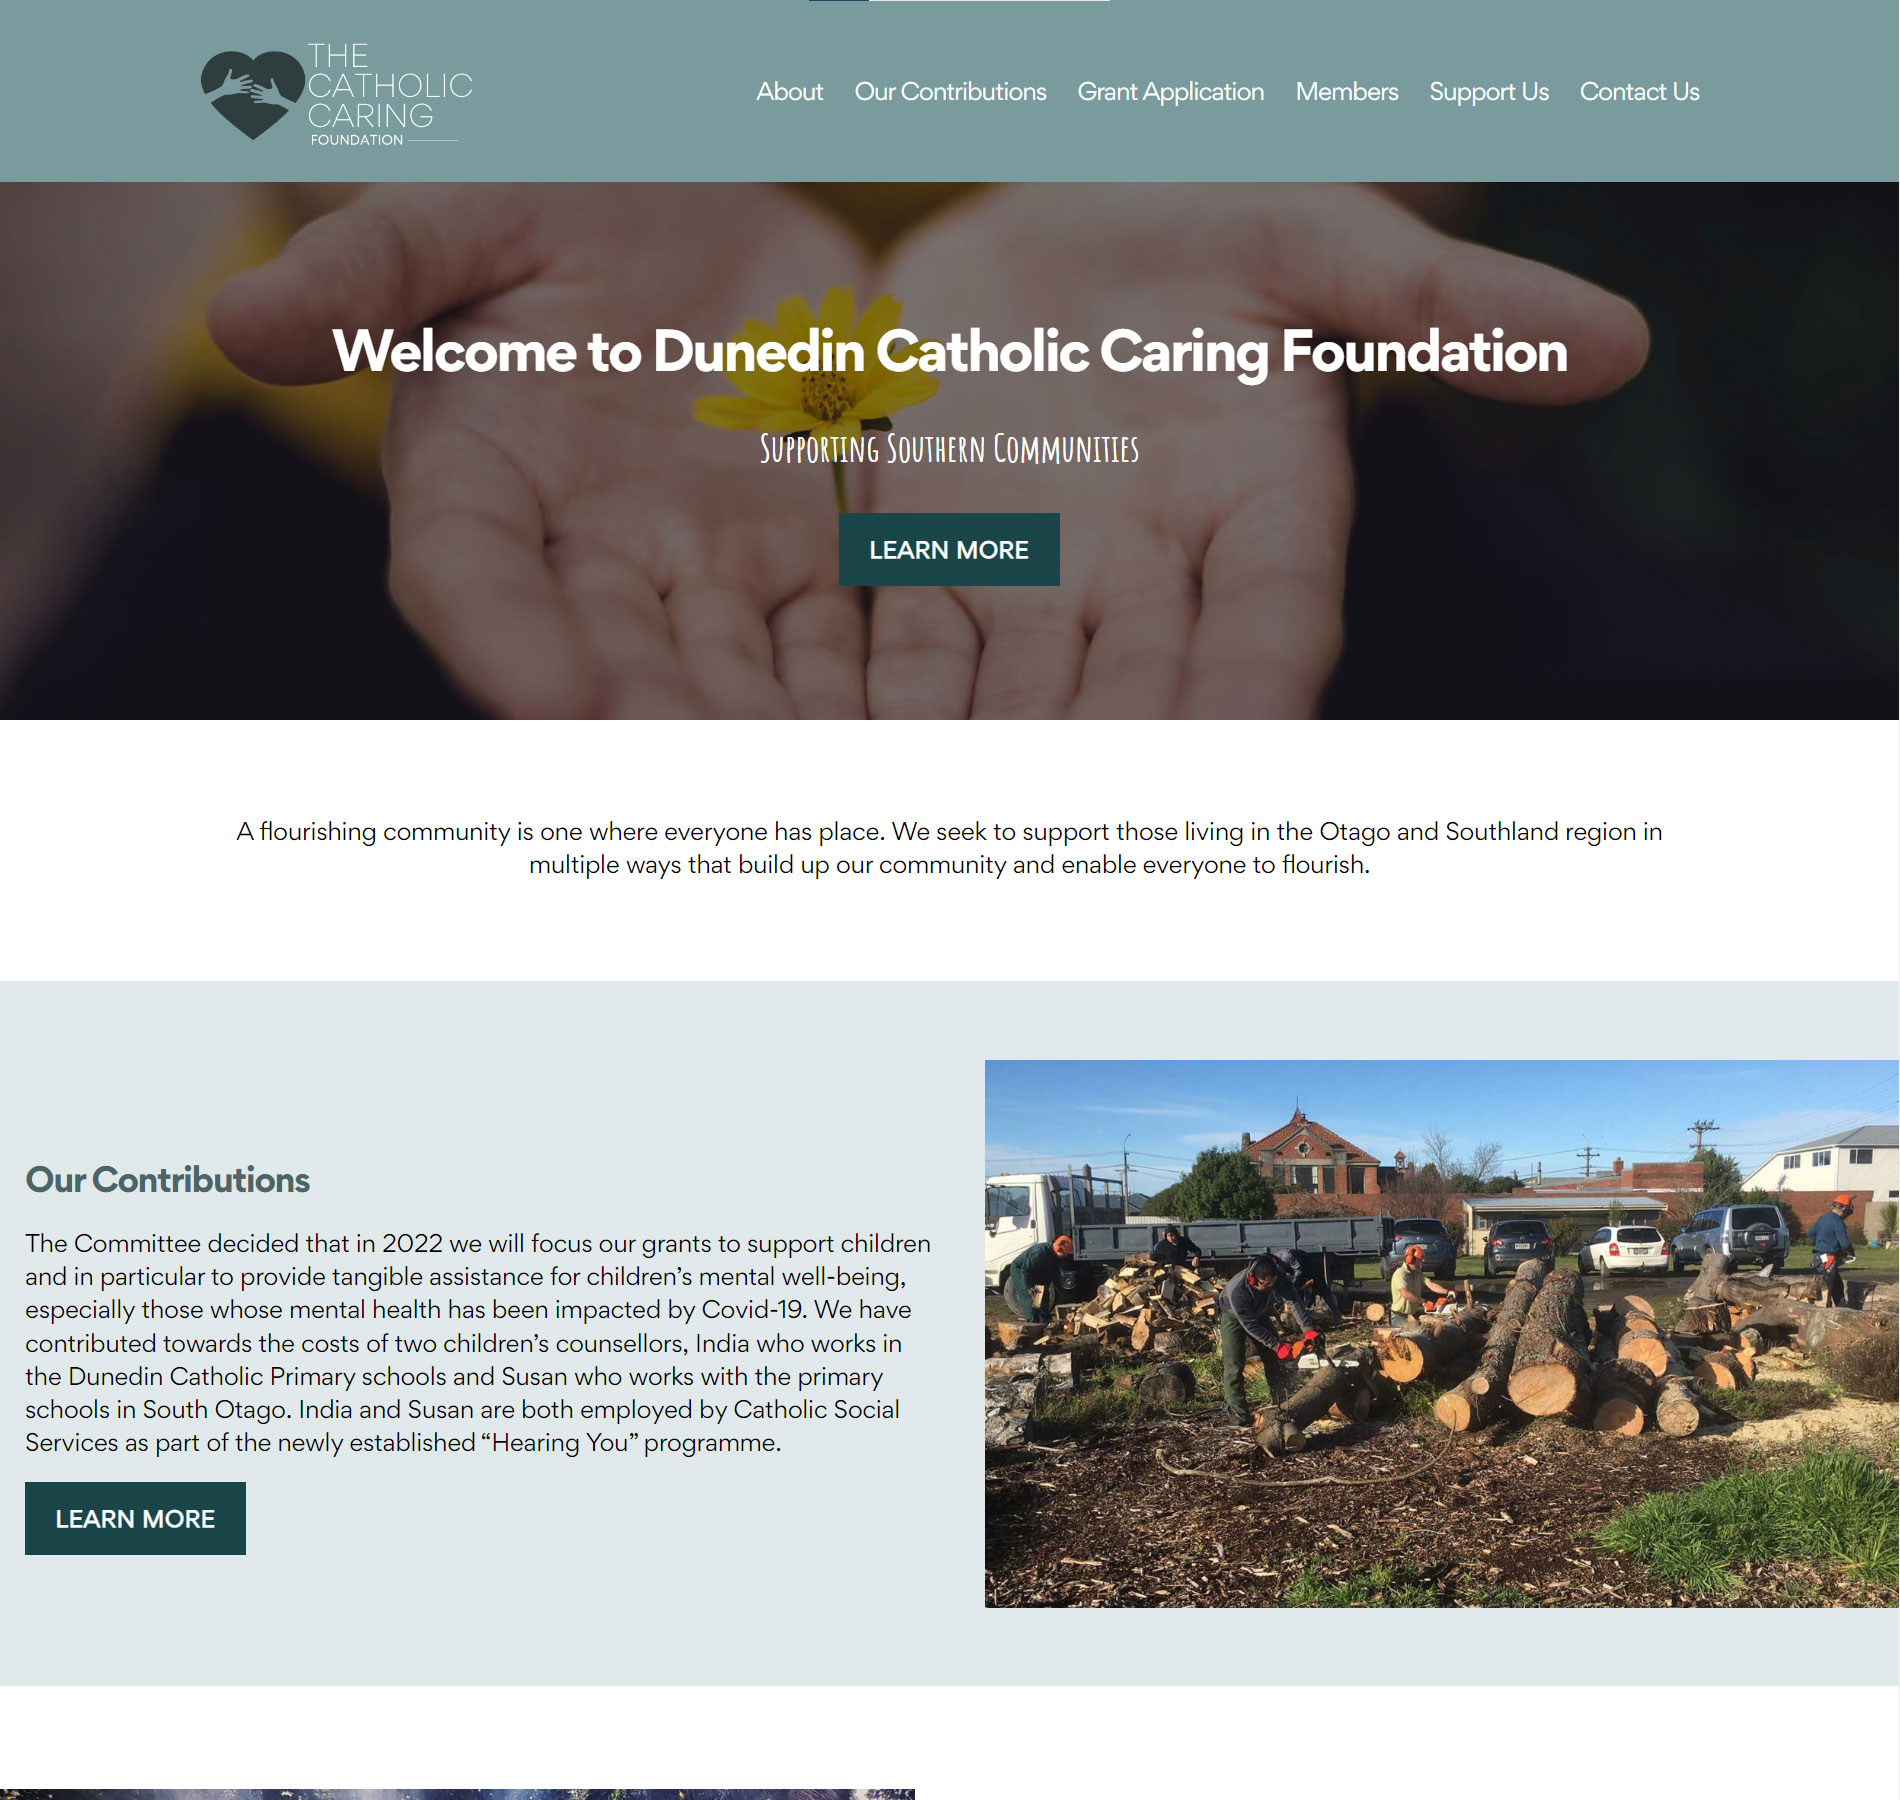 THE
CATHOLIC
CARING
FOUNDATION
About Our Contributions Grant Application Members Support Us Contact Us
Welcome to Dunedin Catholic Caring Foundation
Supporting Southern Communities
LEARN MORE
A flourishing community is one where everyone has place. We seek to support those living in the Otago and Southland region in
multiple ways that build up our community and enable everyone to flourish.
Our Contributions
The Committee decided that in 2022 we will focus our grants to support children
and in particular to provide tangible assistance for children’s mental well-being,
especially those whose mental health has been impacted by Covid-19. We have
contributed towards the costs of two children’s counsellors, India who works in
the Dunedin Catholic Primary schools and Susan who works with the primary
schools in South Otago. India and Susan are both employed by Catholic Social
Services as part of the newly established “Hearing You” programme.
LEARN MORE